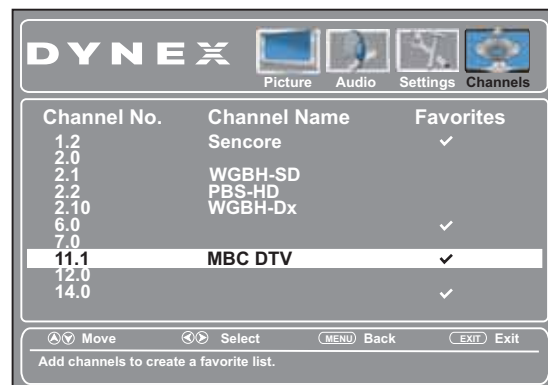 DYNEX
Picture Audio Settings Channels
Channel No. Channel Name Favorites
1.2 Sencore ✓
2.0
2.1 WGBH-SD
2.2 PBS-HD
2.10 WGBH-Dx
6.0 ✓
7.0
11.1 MBC DTV ✓
12.0
14.0 ✓
Move Select MENU Back EXIT Exit
Add channels to create a favorite list.